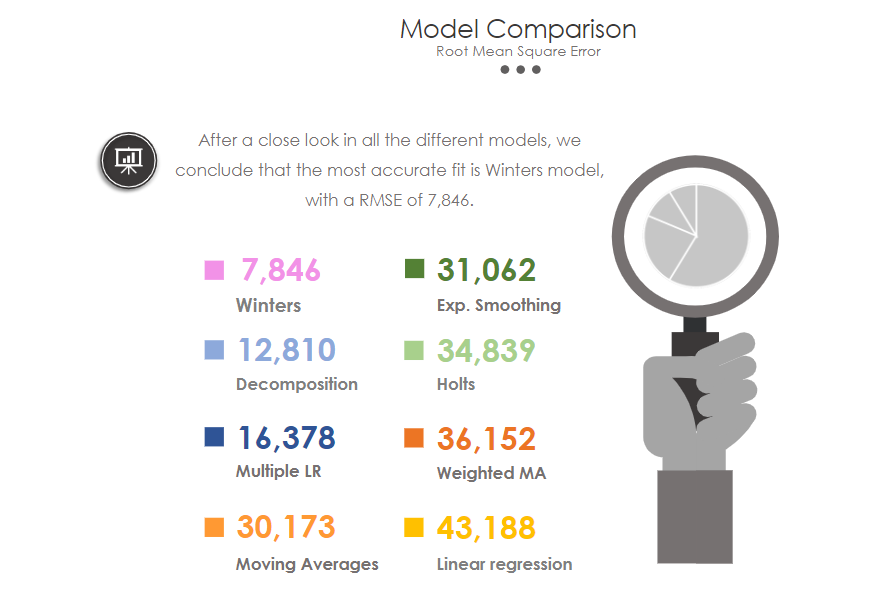 Model Comparison
Root Mean Square Error
After a close look in all the different models, we
conclude that the most accurate fit is Winters model,
with a RMSE of 7,846.
7,846
Winters
31,062
Exp. Smoothing
12,810
Decomposition
34,839
Holts
16,378
Multiple LR
36,152
Weighted MA
30,173
Moving Averages
43,188
Linear regression